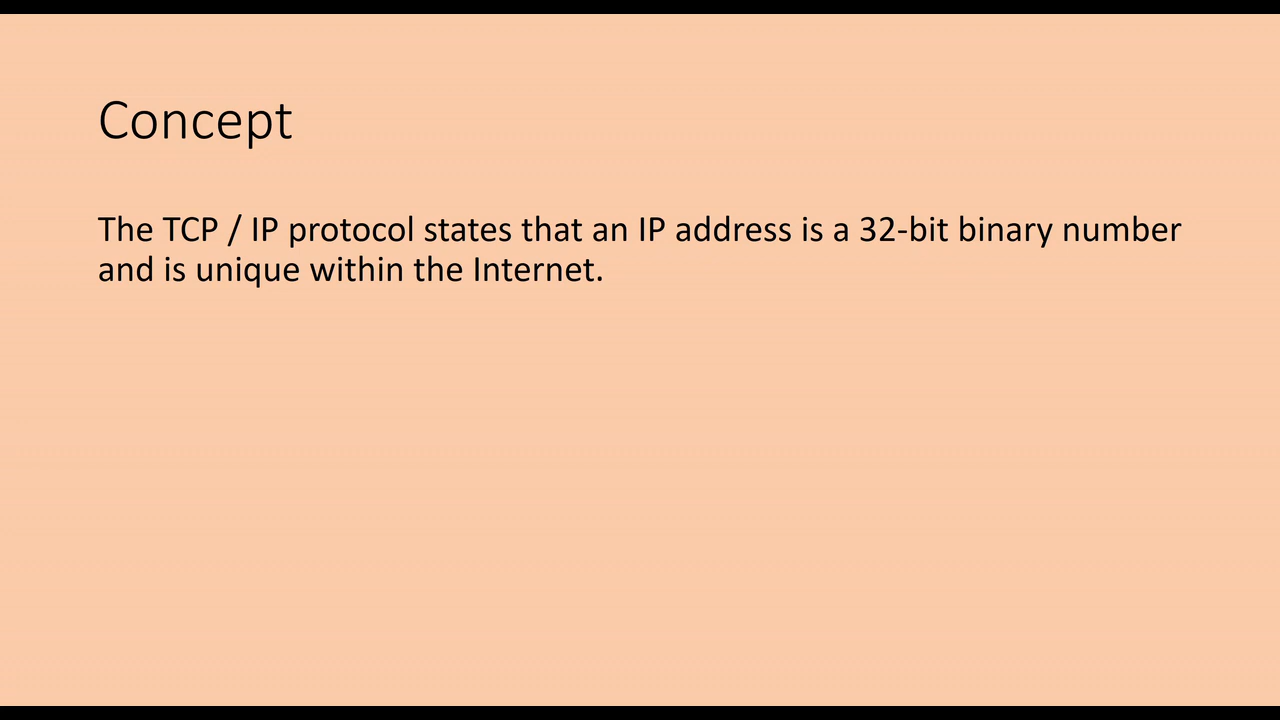 Concept
The TCP / IP protocol states that an IP address is a 32-bit binary number
and is unique within the Internet.